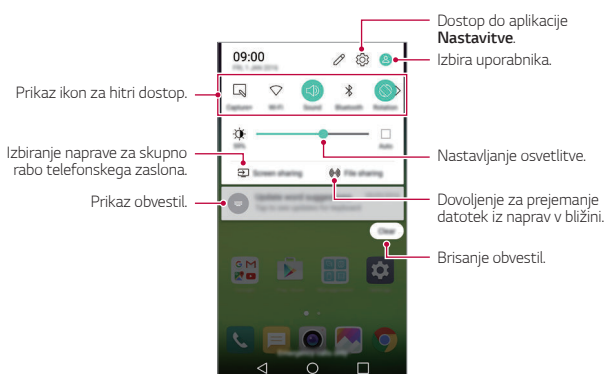 Dostop do aplikacije
Nastavitve.
09:00
Izbira uporabnika.
Prikaz ikon za hitri dostop.
Capture+
Wi-Fi
Sound
Bluetooth
Rotation
Auto
Izbiranje naprave za skupno
rabo telefonskega zaslona.
Nastavljanje osvetlitve.
Screen sharing
File sharing
Prikaz obvestil.
Dovoljenje za prejemanje
datotek iz naprav v bližini.
Clear
Brisanje obvestil.